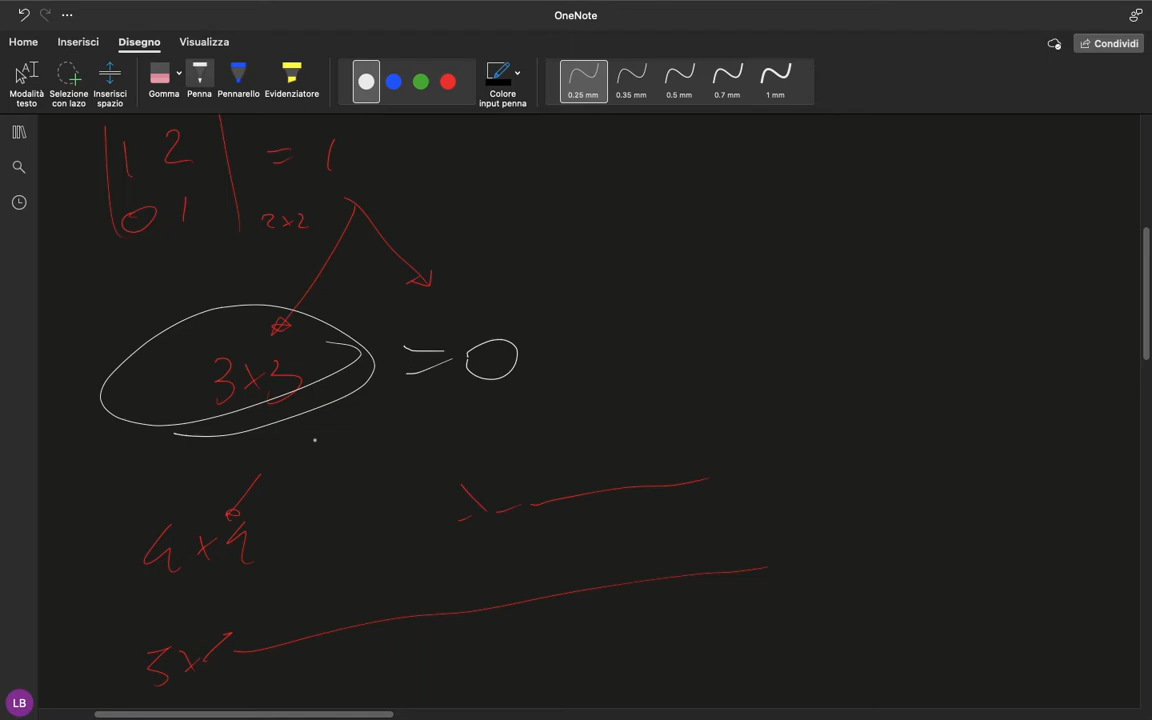 OneNote
Home Inserisci Disegno Visualizza
Condividi
Modalità testo
Selezione con lazo
Inserisci spazio
Gomma
Penna
Pennarello
Evidenziatore
Colore input penna
0.25 mm
0.35 mm
0.5 mm
0.7 mm
1 mm
1 2 = 1
0 1 2x2
3x3 = 0
4x4
5x
LB